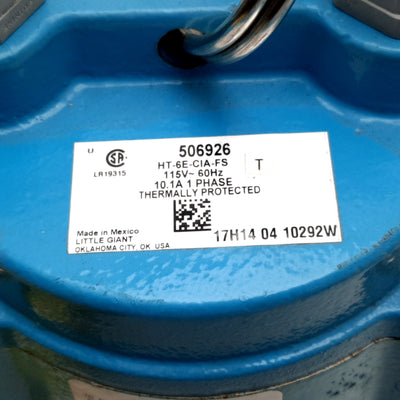 U
SA
LR19315
506926
HT-6E-CIA-FS
T
115V~ 60Hz
10.1A 1 PHASE
THERMALLY PROTECTED
Made in Mexico
LITTLE GIANT
OKLAHOMA CITY, OK USA
17H14 04 10292W